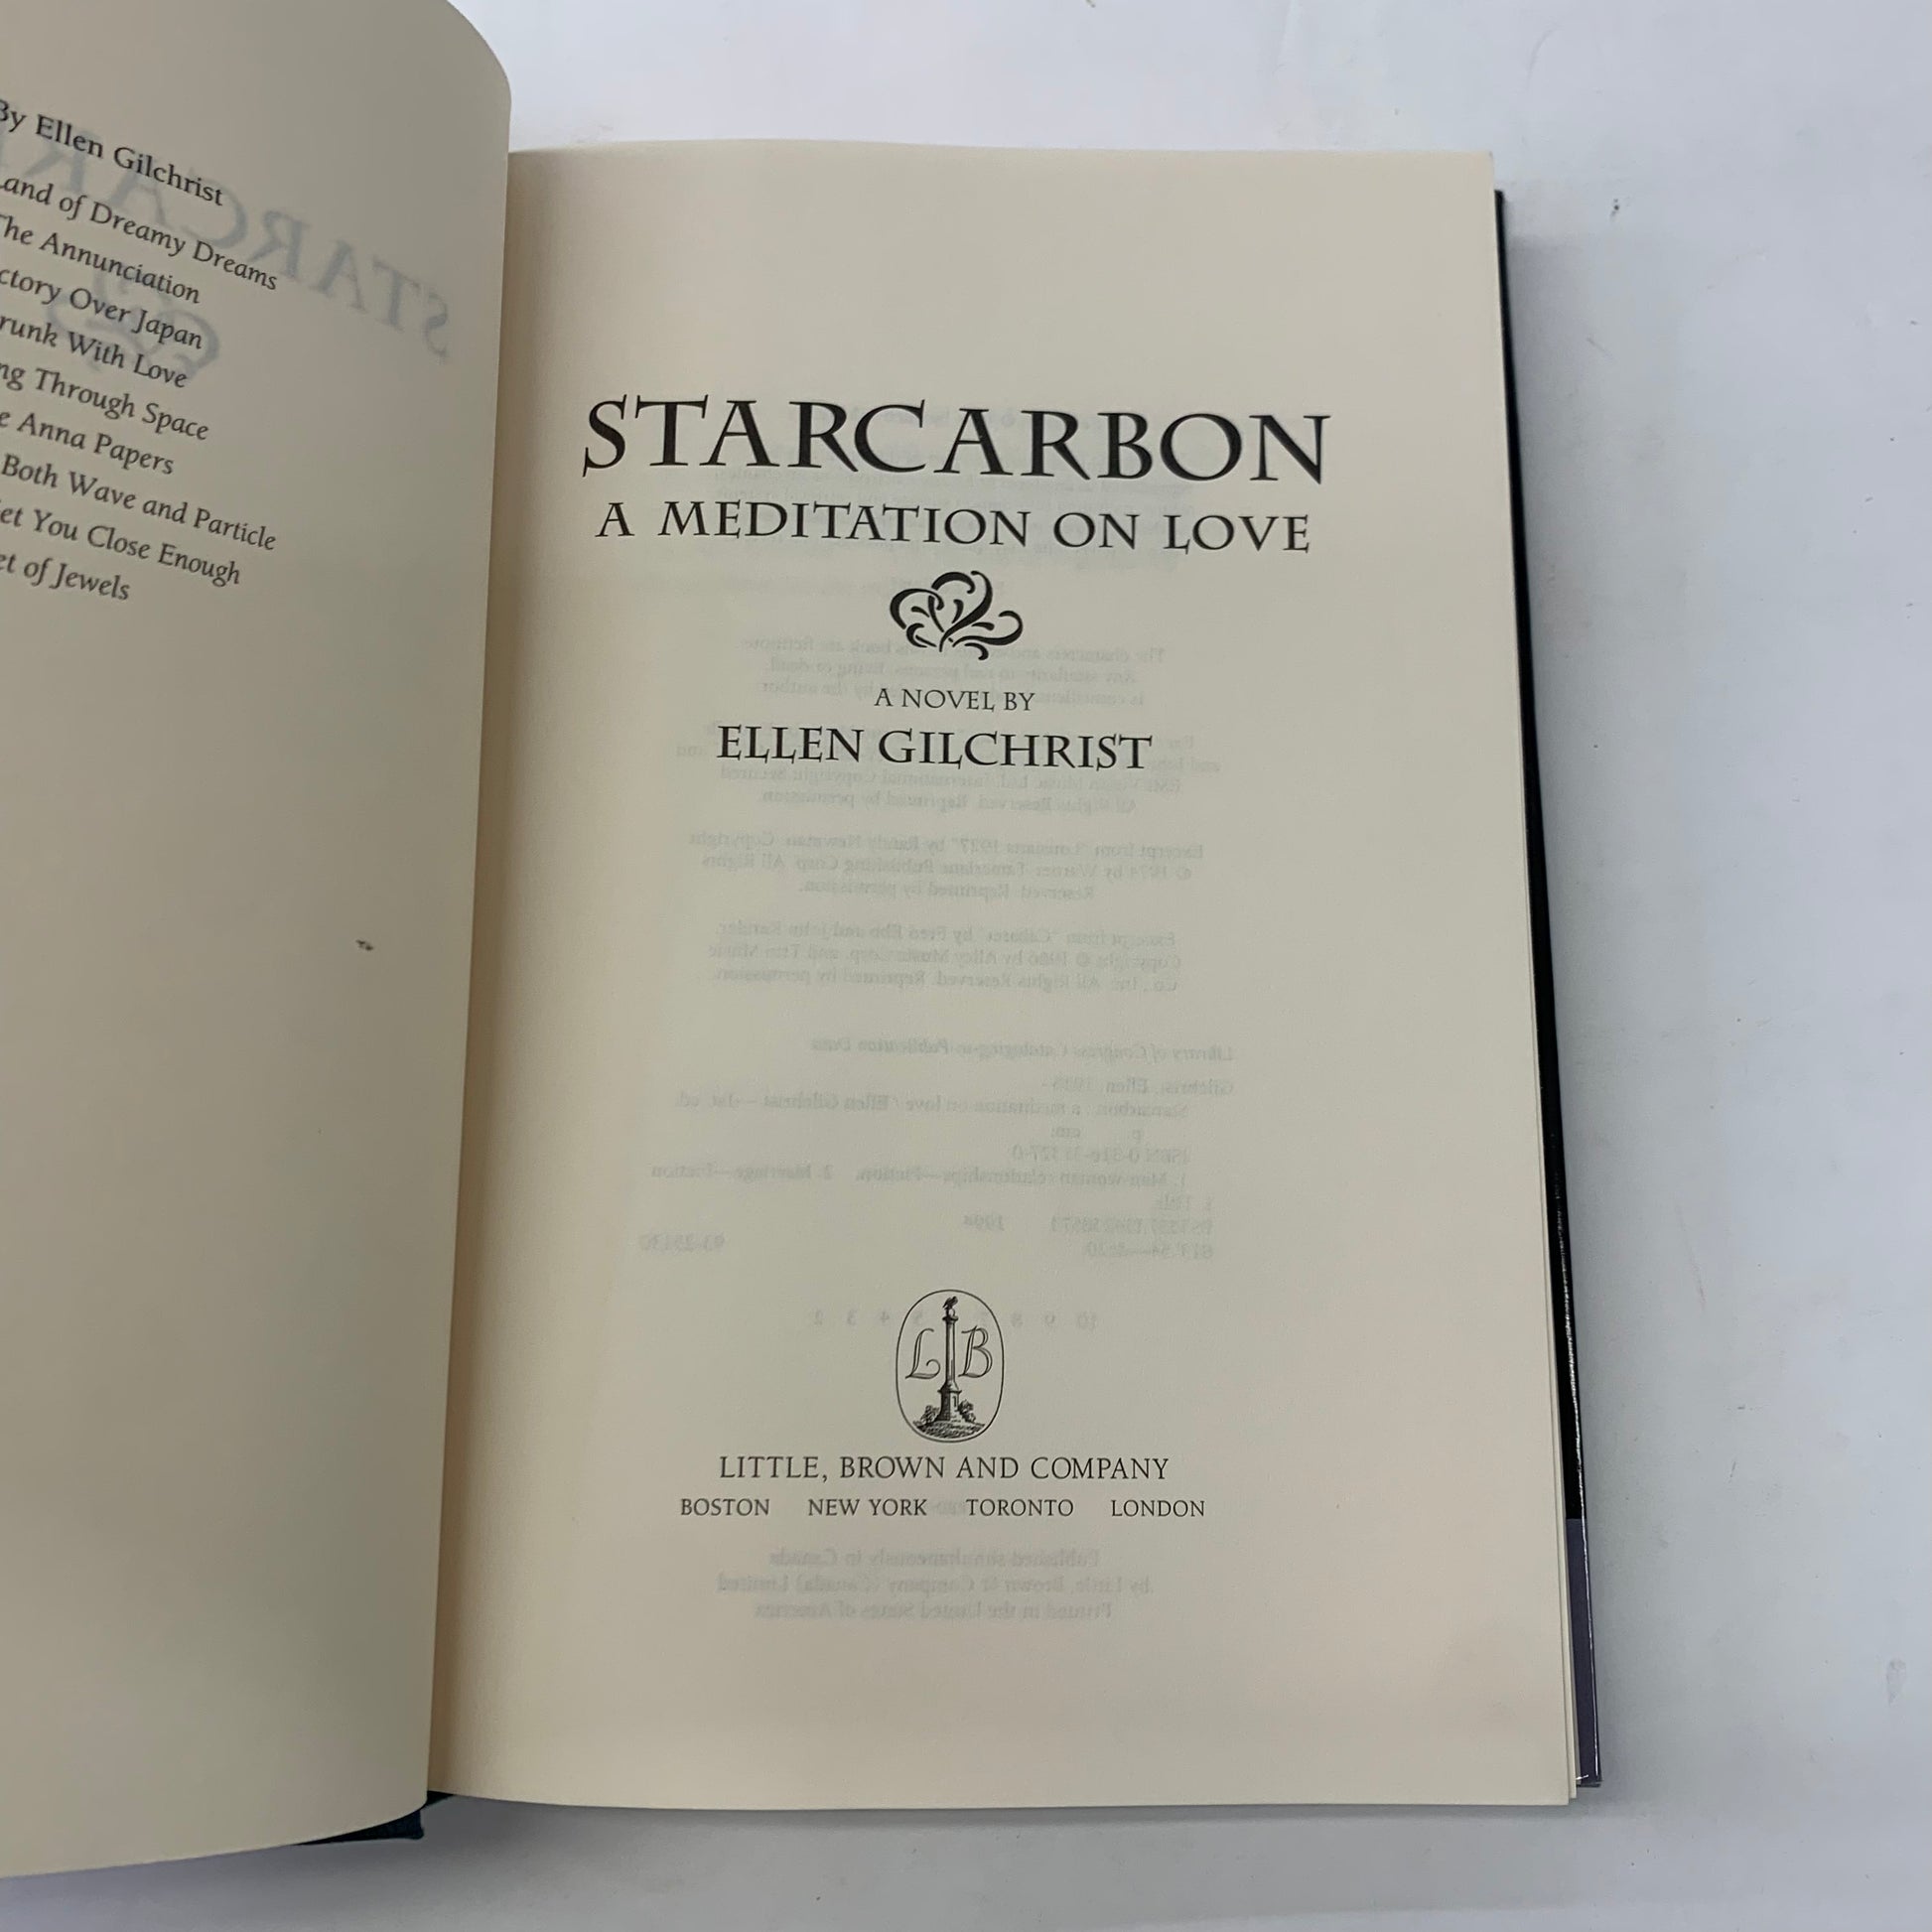 By Ellen Gilchrist
Land of Dreamy Dreams
The Annunciation
ctory Over Japan
runk With Love
ng Through Space
e Anna Papers
Both Wave and Particle
et You Close Enough
et of Jewels
STARCARBON
A MEDITATION ON LOVE
A NOVEL BY
ELLEN GILCHRIST
L B
LITTLE, BROWN AND COMPANY
BOSTON NEW YORK TORONTO LONDON